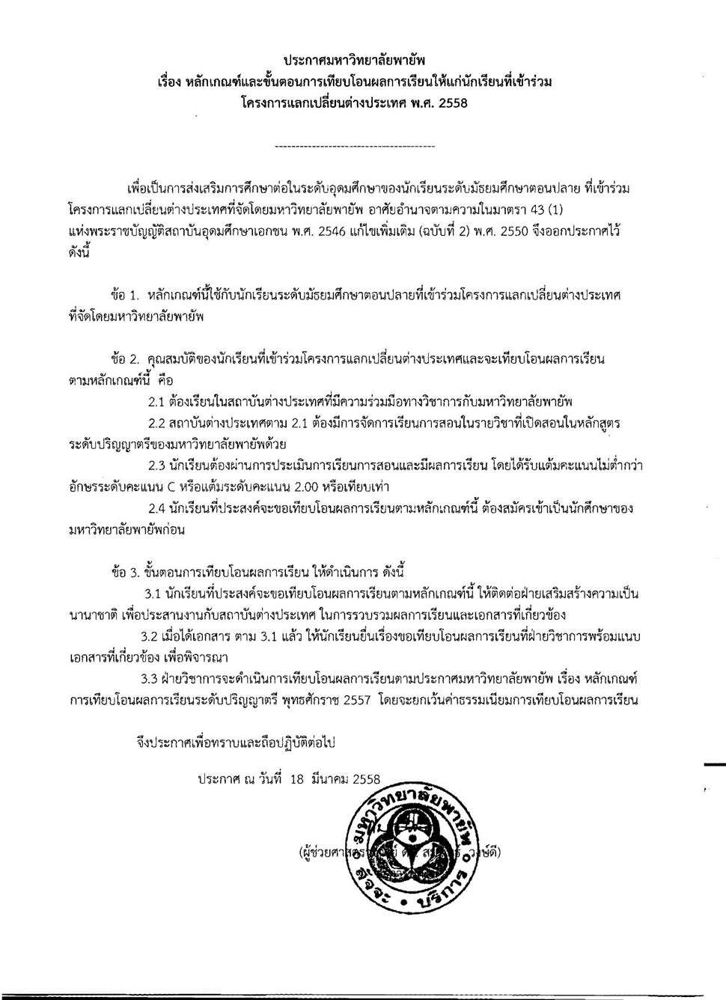 ประกาศมหาวิทยาลัยพายัพ
เรื่อง หลักเกณฑ์และขั้นตอนการเทียบโอนผลการเรียนให้แก่นักเรียนที่เข้าร่วม
โครงการแลกเปลี่ยนต่างประเทศ พ.ศ. 2558
---------------------------------------
เพื่อเป็นการส่งเสริมการศึกษาต่อในระดับอุดมศึกษาของนักเรียนระดับมัธยมศึกษาตอนปลาย ที่เข้าร่วม
โครงการแลกเปลี่ยนต่างประเทศที่จัดโดยมหาวิทยาลัยพายัพ อาศัยอำนาจตามความในมาตรา 43 (1)
แห่งพระราชบัญญัติสถาบันอุดมศึกษาเอกชน พ.ศ. 2546 แก้ไขเพิ่มเติม (ฉบับที่ 2) พ.ศ. 2550 จึงออกประกาศไว้
ดังนี้
ข้อ 1. หลักเกณฑ์นี้ใช้กับนักเรียนระดับมัธยมศึกษาตอนปลายที่เข้าร่วมโครงการแลกเปลี่ยนต่างประเทศ
ที่จัดโดยมหาวิทยาลัยพายัพ
ข้อ 2. คุณสมบัติของนักเรียนที่เข้าร่วมโครงการแลกเปลี่ยนต่างประเทศและจะเทียบโอนผลการเรียน
ตามหลักเกณฑ์นี้ คือ
2.1 ต้องเรียนในสถาบันต่างประเทศที่มีความร่วมมือทางวิชาการกับมหาวิทยาลัยพายัพ
2.2 สถาบันต่างประเทศตาม 2.1 ต้องมีการจัดการเรียนการสอนในรายวิชาที่เปิดสอนในหลักสูตร
ระดับปริญญาตรีของมหาวิทยาลัยพายัพด้วย
2.3 นักเรียนต้องผ่านการประเมินการเรียนการสอนและมีผลการเรียน โดยได้รับแต้มคะแนนไม่ต่ำกว่า
อักษรระดับคะแนน C หรือแต้มระดับคะแนน 2.00 หรือเทียบเท่า
2.4 นักเรียนที่ประสงค์จะขอเทียบโอนผลการเรียนตามหลักเกณฑ์นี้ ต้องสมัครเข้าเป็นนักศึกษาของ
มหาวิทยาลัยพายัพก่อน
ข้อ 3. ขั้นตอนการเทียบโอนผลการเรียน ให้ดำเนินการ ดังนี้
3.1 นักเรียนที่ประสงค์จะขอเทียบโอนผลการเรียนตามหลักเกณฑ์นี้ ให้ติดต่อฝ่ายเสริมสร้างความเป็น
นานาชาติ เพื่อประสานงานกับสถาบันต่างประเทศ ในการรวบรวมผลการเรียนและเอกสารที่เกี่ยวข้อง
3.2 เมื่อได้เอกสาร ตาม 3.1 แล้ว ให้นักเรียนยื่นเรื่องขอเทียบโอนผลการเรียนที่ฝ่ายวิชาการพร้อมแนบ
เอกสารที่เกี่ยวข้อง เพื่อพิจารณา
3.3 ฝ่ายวิชาการจะดำเนินการเทียบโอนผลการเรียนตามประกาศมหาวิทยาลัยพายัพ เรื่อง หลักเกณฑ์
การเทียบโอนผลการเรียนระดับปริญญาตรี พุทธศักราช 2557 โดยจะยกเว้นค่าธรรมเนียมการเทียบโอนผลการเรียน
จึงประกาศเพื่อทราบและถือปฏิบัติต่อไป
ประกาศ ณ วันที่ 18 มีนาคม 2558
มหาวิทยาลัยพายัพ
(ผู้ช่วยศาสตราจารย์ วงษ์ดี)
สัจจะ • บริการ